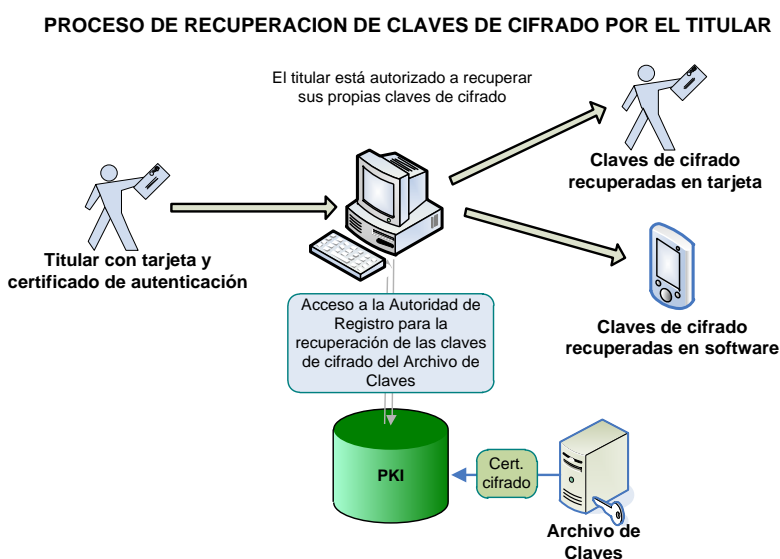 PROCESO DE RECUPERACION DE CLAVES DE CIFRADO POR EL TITULAR
El titular está autorizado a recuperar
sus propias claves de cifrado
Claves de cifrado
recuperadas en tarjeta
Titular con tarjeta y
certificado de autenticación
Acceso a la Autoridad de
Registro para la
recuperación de las claves
de cifrado del Archivo de
Claves
Claves de cifrado
recuperadas en software
PKI
Cert.
cifrado
Archivo de
Claves